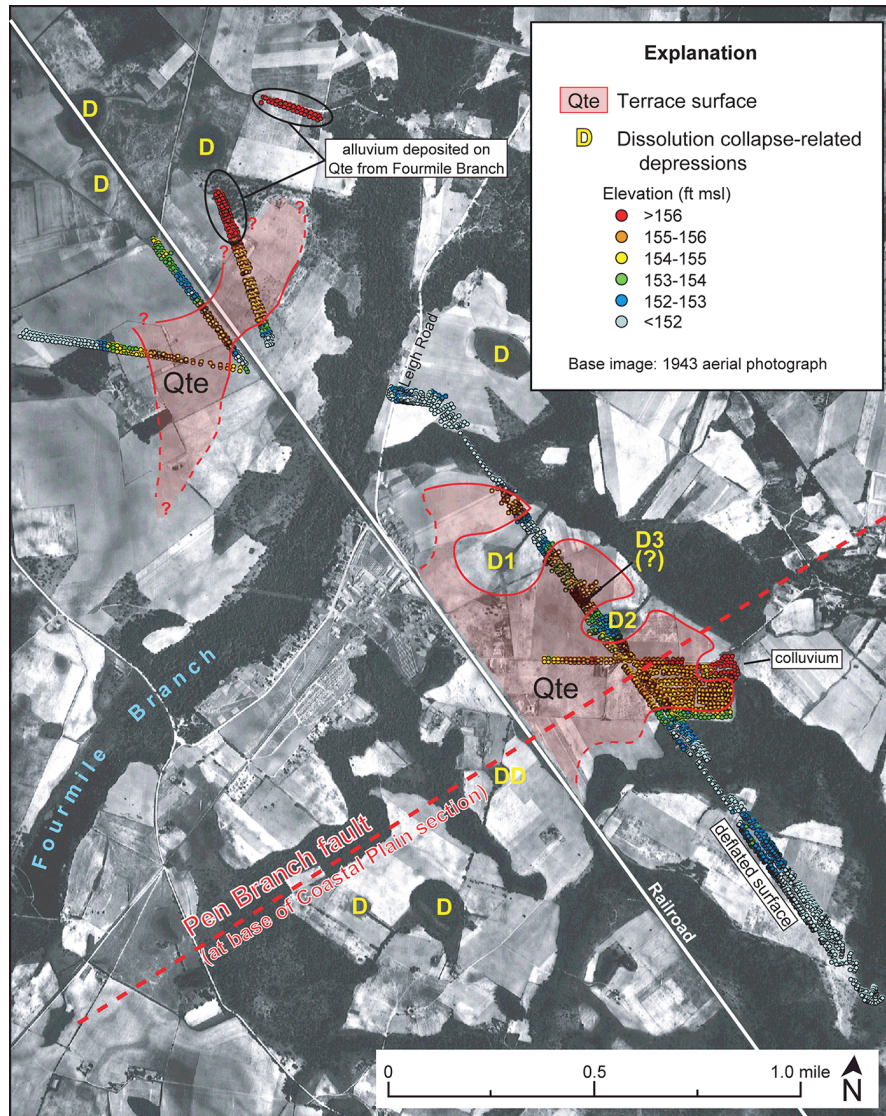 Explanation
Qte Terrace surface
D Dissolution collapse-related
depressions
Elevation (ft msl)
>156
155-156
154-155
153-154
152-153
<152
Base image: 1943 aerial photograph
D
D
D
alluvium deposited on
Qte from Fourmile Branch
?
?
?
?
Qte
?
Leigh Road
D
D1
D3
(?)
D2
colluvium
Qte
Fourmile Branch
DD
Pen Branch fault
(at base of Coastal Plain section)
D
D
deflated surface
Railroad
0 0.5 1.0 mile
N